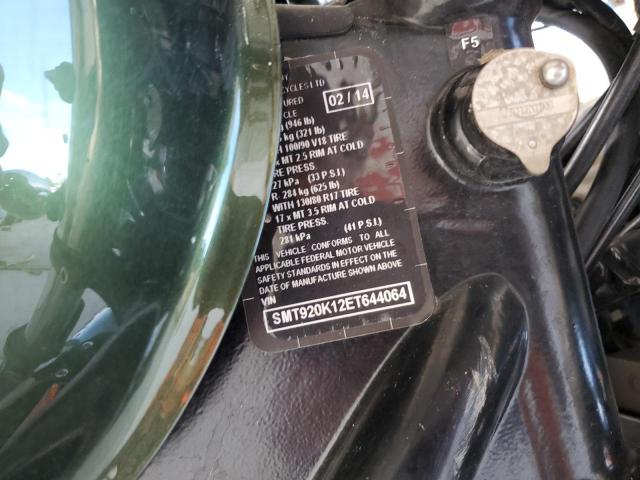 F5
CYCLES LTD
02 / 14
(946 lb)
kg (321 lb)
100/90 V18 TIRE
x MT 2.5 RIM AT COLD
PRESS.
27 kPa (33 P.S.I.)
R. 284 kg (625 lb)
WITH 130/80 R17 TIRE
17 x MT 3.5 RIM AT COLD
TIRE PRESS.
281 kPa (41 P.S.I.)
THIS VEHICLE CONFORMS TO ALL
APPLICABLE FEDERAL MOTOR VEHICLE
SAFETY STANDARDS IN EFFECT ON THE
DATE OF MANUFACTURE SHOWN ABOVE
VIN
SMT920K12ET644064